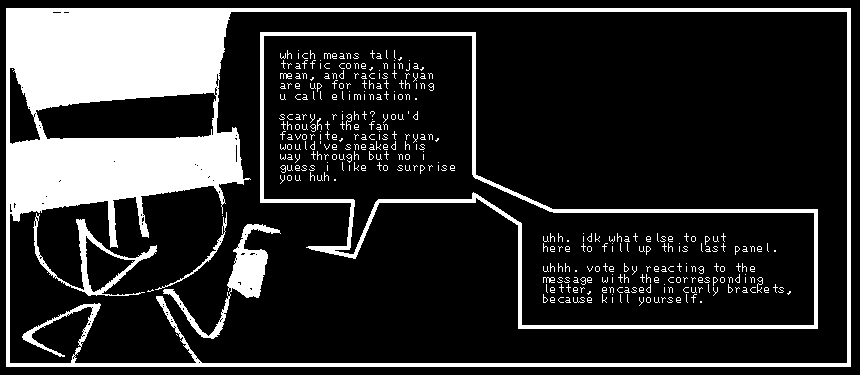 which means tall,
traffic cone, ninja,
mean, and racist ryan
are up for that thing
u call elimination.
scary, right? you'd
thought the fan
favorite, racist ryan,
would've sneaked his
way through but no i
guess i like to surprise
you huh.
uhh. idk what else to put
here to fill up this last panel.
uhhh. vote by reacting to the
message with the corresponding
letter, encased in curly brackets,
because kill yourself.